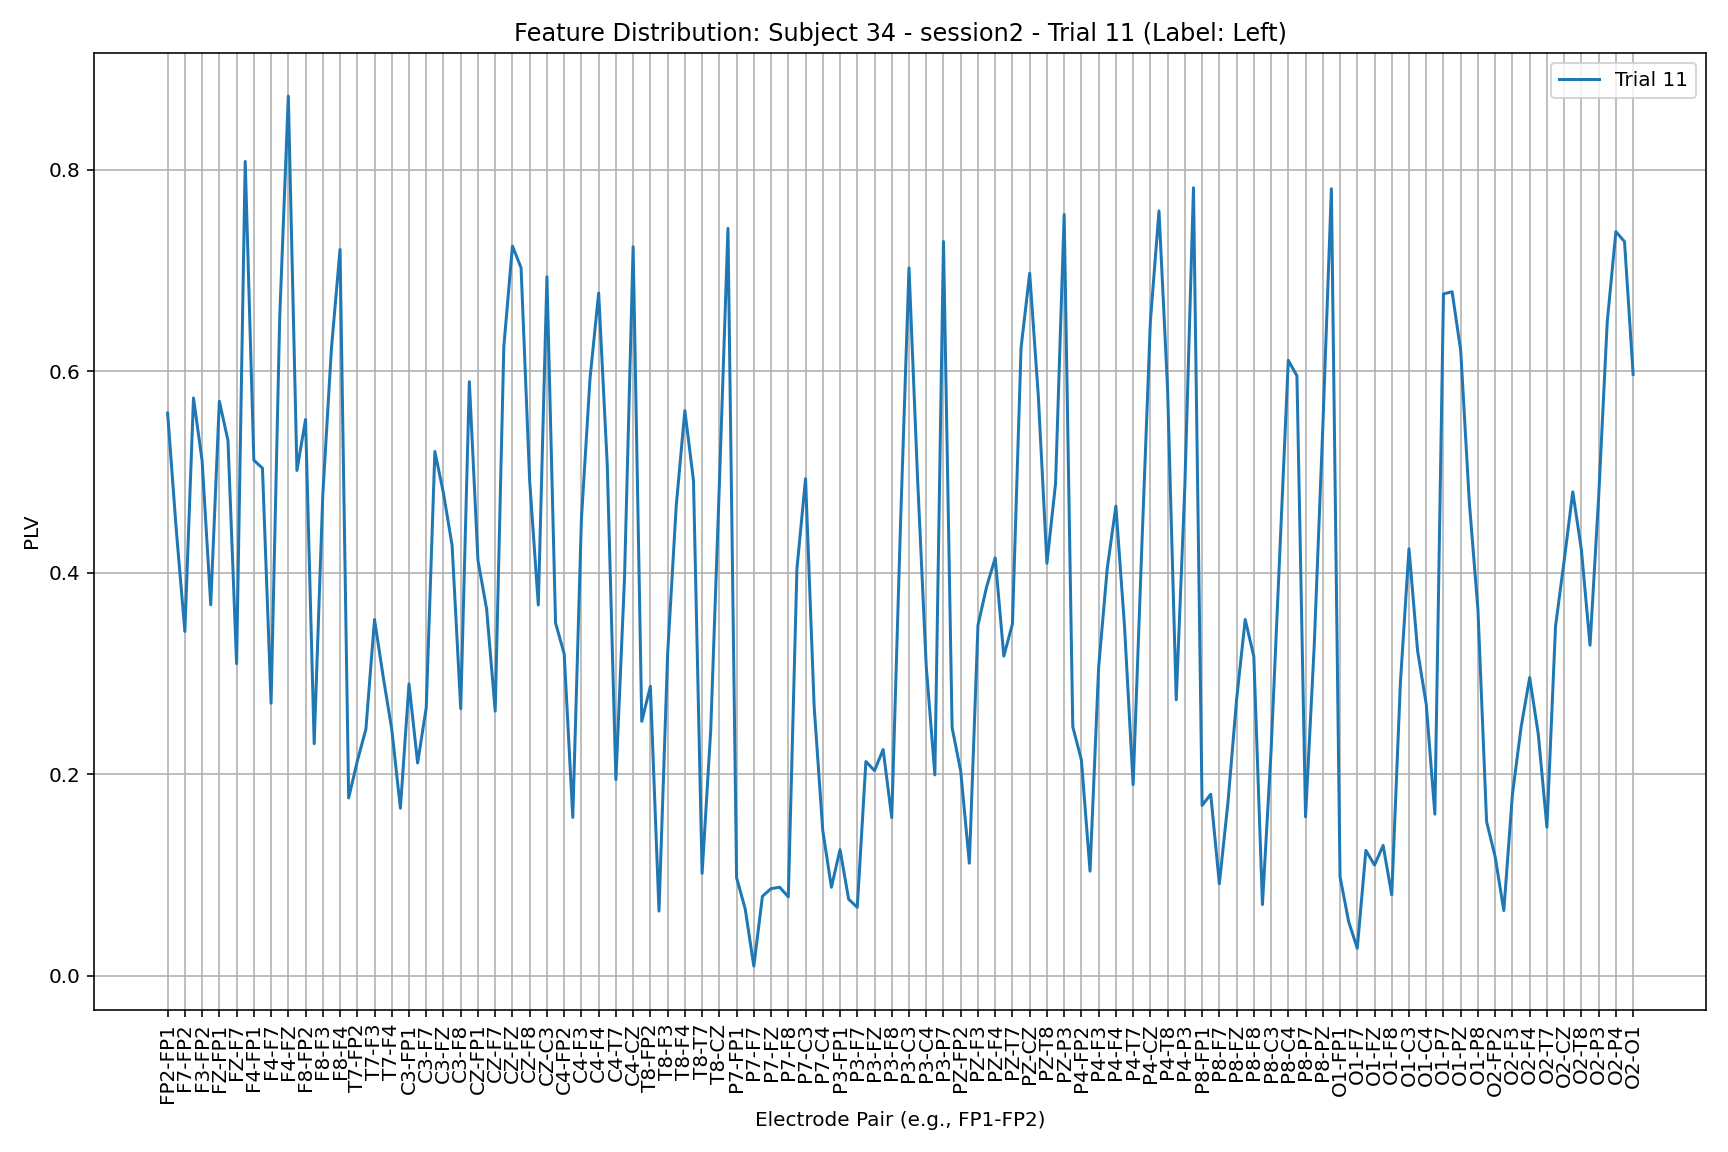 Feature Distribution: Subject 34 - session2 - Trial 11 (Label: Left)
Trial 11
PLV
0.8
0.6
0.4
0.2
0.0
FP2-FP1
F7-FP2
F3-FP2
FZ-FP1
FZ-F7
F4-FP1
F4-F7
F4-FZ
F8-FP2
F8-F3
F8-F4
T7-FP2
T7-F3
T7-F4
C3-FP1
C3-F7
C3-FZ
C3-F8
CZ-FP1
CZ-F7
CZ-FZ
CZ-F8
CZ-C3
C4-FP2
C4-F3
C4-F4
C4-T7
C4-CZ
T8-FP2
T8-F3
T8-F4
T8-T7
T8-CZ
P7-FP1
P7-F7
P7-FZ
P7-F8
P7-C3
P7-C4
P3-FP1
P3-F7
P3-FZ
P3-F8
P3-C3
P3-C4
P3-P7
PZ-FP2
PZ-F3
PZ-F4
PZ-T7
PZ-CZ
PZ-T8
PZ-P3
P4-FP2
P4-F3
P4-F4
P4-T7
P4-CZ
P4-T8
P4-P3
P8-FP1
P8-F7
P8-FZ
P8-F8
P8-C3
P8-C4
P8-P7
P8-PZ
O1-FP1
O1-F7
O1-FZ
O1-F8
O1-C3
O1-C4
O1-P7
O1-PZ
O1-P8
O2-FP2
O2-F3
O2-F4
O2-T7
O2-CZ
O2-T8
O2-P3
O2-P4
O2-O1
Electrode Pair (e.g., FP1-FP2)